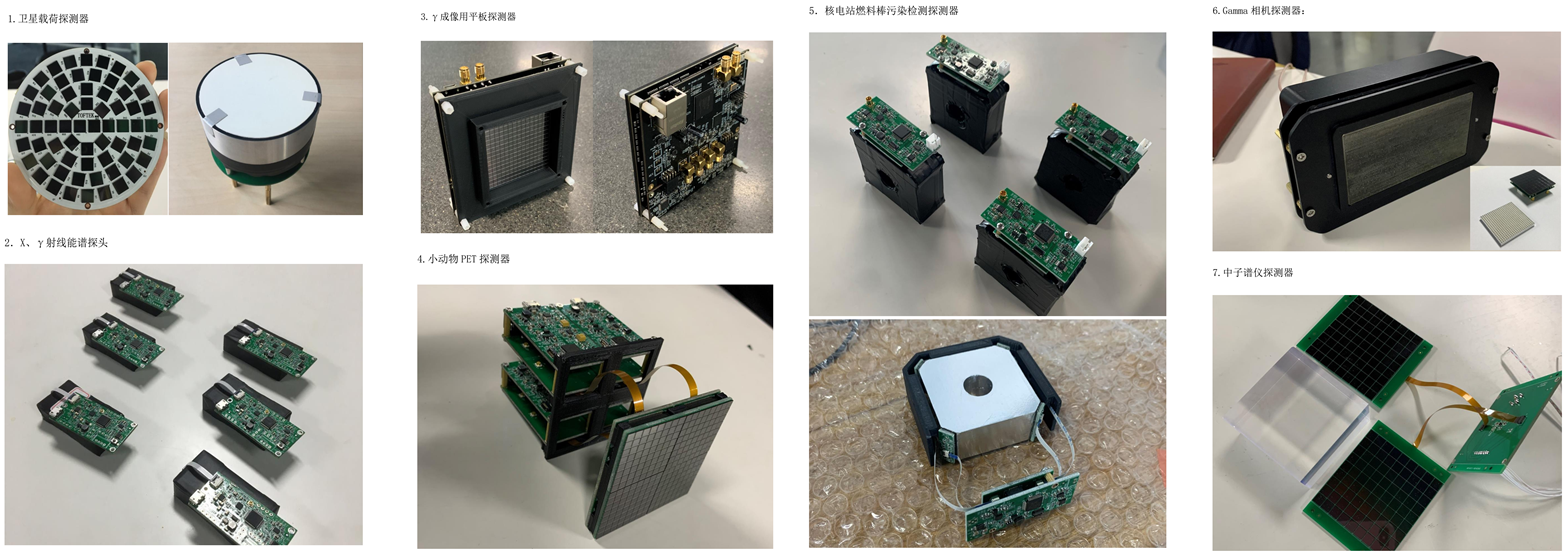 1.卫星载荷探测器
TOPTEK
2. X、γ射线能谱探头
3.γ成像用平板探测器
4.小动物 PET 探测器
5. 核电站燃料棒污染检测探测器
6.Gamma 相机探测器:
7.中子谱仪探测器